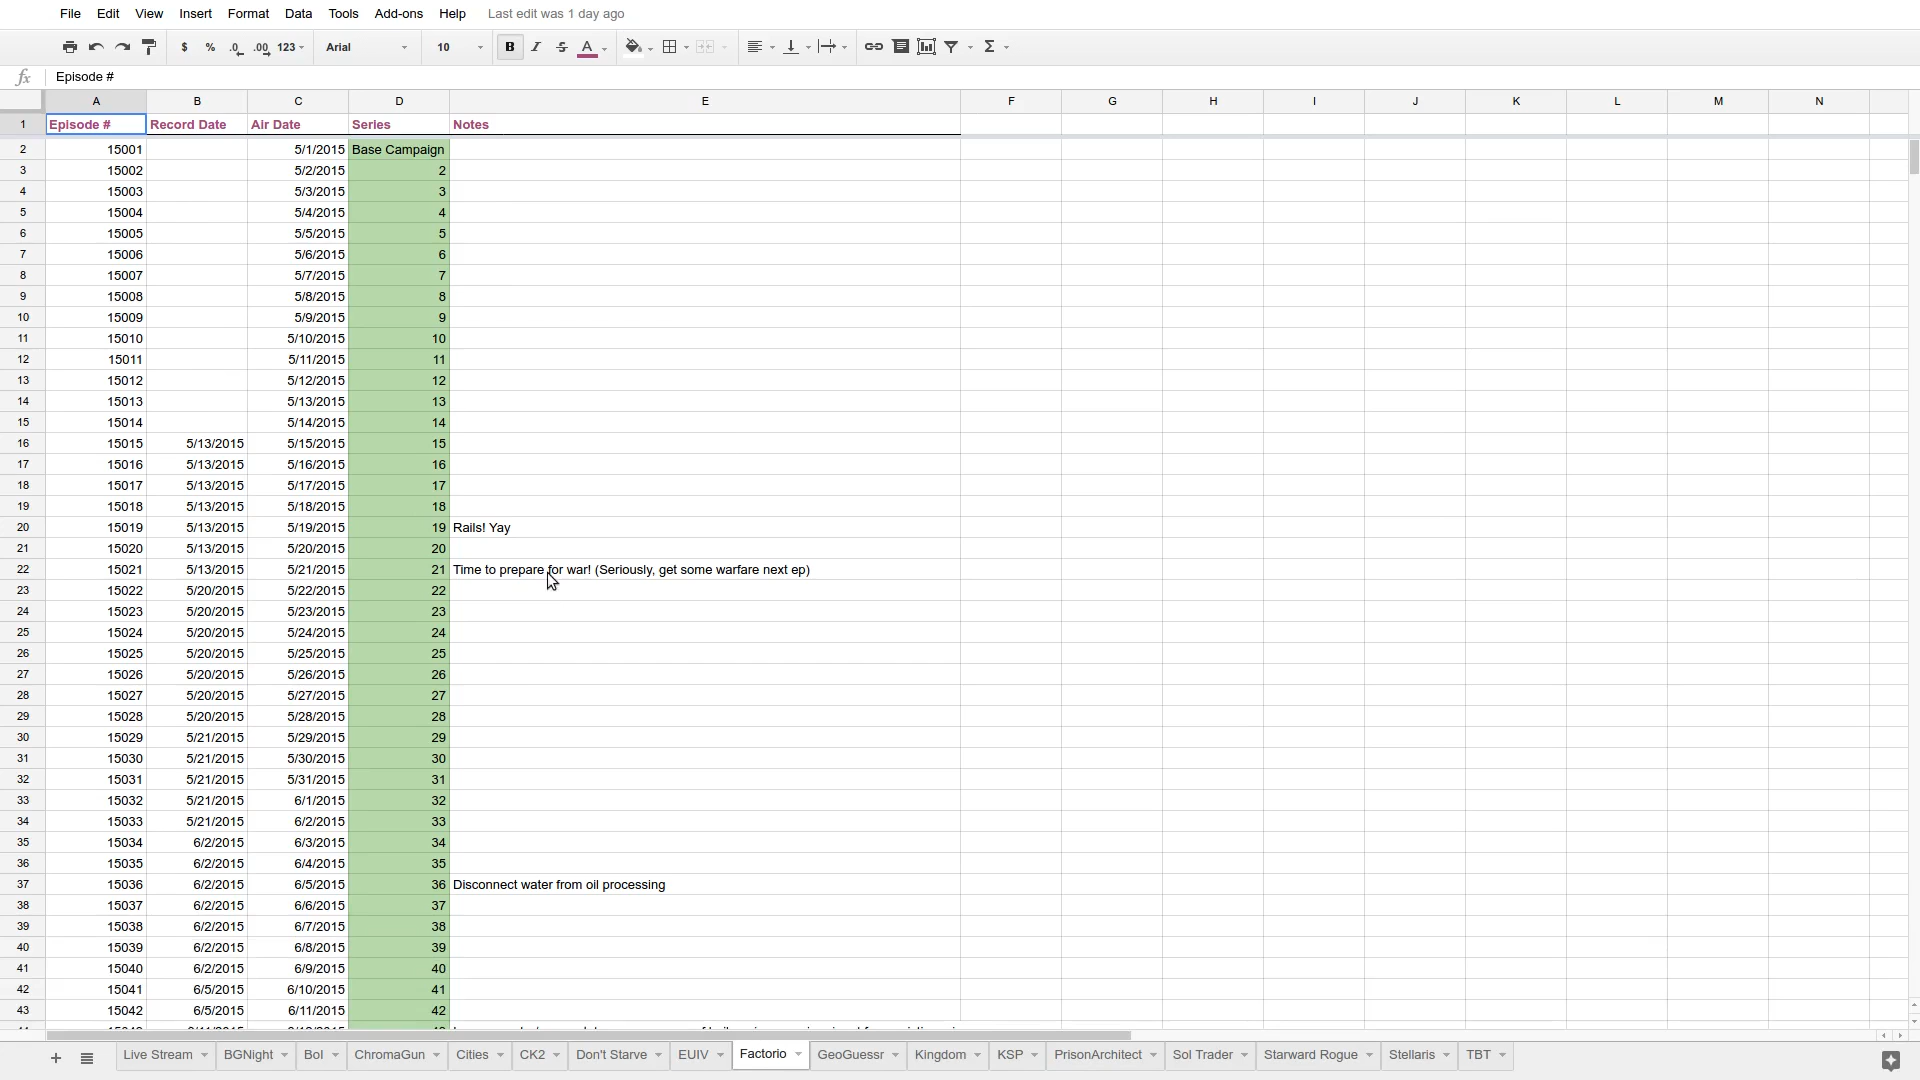 File Edit View Insert Format Data Tools Add-ons Help Last edit was 1 day ago
$ % .0 .00 123 Arial 10 B I S A Σ
fx Episode #
A B C D E F G H I J K L M N
1 Episode # Record Date Air Date Series Notes
2 15001 5/1/2015 Base Campaign
3 15002 5/2/2015 2
4 15003 5/3/2015 3
5 15004 5/4/2015 4
6 15005 5/5/2015 5
7 15006 5/6/2015 6
8 15007 5/7/2015 7
9 15008 5/8/2015 8
10 15009 5/9/2015 9
11 15010 5/10/2015 10
12 15011 5/11/2015 11
13 15012 5/12/2015 12
14 15013 5/13/2015 13
15 15014 5/14/2015 14
16 15015 5/13/2015 5/15/2015 15
17 15016 5/13/2015 5/16/2015 16
18 15017 5/13/2015 5/17/2015 17
19 15018 5/13/2015 5/18/2015 18
20 15019 5/13/2015 5/19/2015 19 Rails! Yay
21 15020 5/13/2015 5/20/2015 20
22 15021 5/13/2015 5/21/2015 21 Time to prepare for war! (Seriously, get some warfare next ep)
23 15022 5/20/2015 5/22/2015 22
24 15023 5/20/2015 5/23/2015 23
25 15024 5/20/2015 5/24/2015 24
26 15025 5/20/2015 5/25/2015 25
27 15026 5/20/2015 5/26/2015 26
28 15027 5/20/2015 5/27/2015 27
29 15028 5/20/2015 5/28/2015 28
30 15029 5/21/2015 5/29/2015 29
31 15030 5/21/2015 5/30/2015 30
32 15031 5/21/2015 5/31/2015 31
33 15032 5/21/2015 6/1/2015 32
34 15033 5/21/2015 6/2/2015 33
35 15034 6/2/2015 6/3/2015 34
36 15035 6/2/2015 6/4/2015 35
37 15036 6/2/2015 6/5/2015 36 Disconnect water from oil processing
38 15037 6/2/2015 6/6/2015 37
39 15038 6/2/2015 6/7/2015 38
40 15039 6/2/2015 6/8/2015 39
41 15040 6/2/2015 6/9/2015 40
42 15041 6/5/2015 6/10/2015 41
43 15042 6/5/2015 6/11/2015 42
+ Live Stream BGNight BoI ChromaGun Cities CK2 Don't Starve EUIV Factorio GeoGuessr Kingdom KSP PrisonArchitect Sol Trader Starward Rogue Stellaris TBT